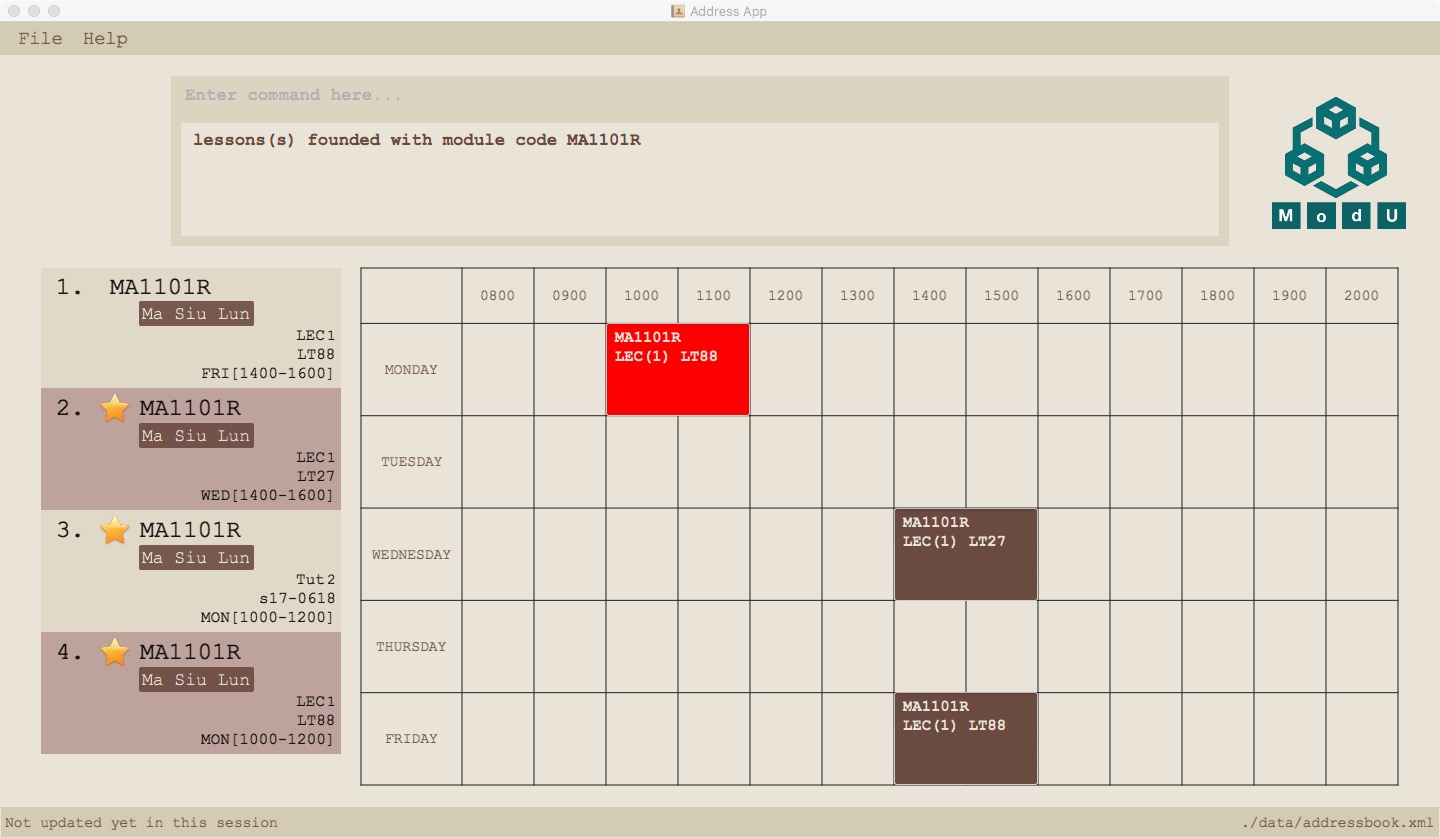 Address App
File Help
Enter command here...
lessons(s) founded with module code MA1101R
M o d U
1. MA1101R
Ma Siu Lun
LEC1
LT88
FRI[1400-1600]
2. MA1101R
Ma Siu Lun
LEC1
LT27
WED[1400-1600]
3. MA1101R
Ma Siu Lun
Tut2
s17-0618
MON[1000-1200]
4. MA1101R
Ma Siu Lun
LEC1
LT88
MON[1000-1200]
0800 0900 1000 1100 1200 1300 1400 1500 1600 1700 1800 1900 2000
MONDAY
MA1101R
LEC(1) LT88
TUESDAY
WEDNESDAY
MA1101R
LEC(1) LT27
THURSDAY
FRIDAY
MA1101R
LEC(1) LT88
Not updated yet in this session
./data/addressbook.xml